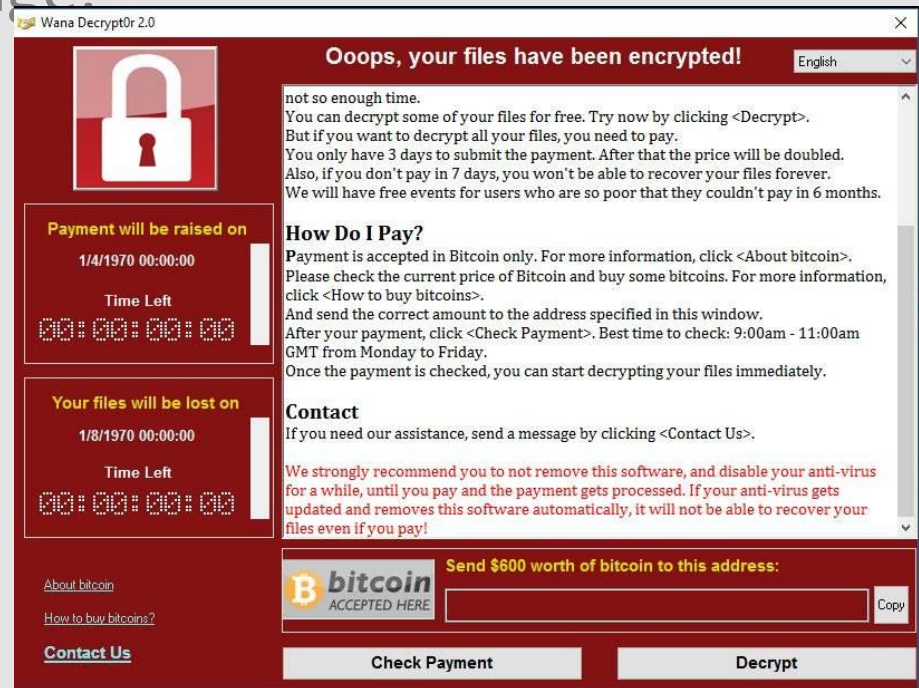 ge.
Wana Decrypt0r 2.0
Ooops, your files have been encrypted!
English
not so enough time.
You can decrypt some of your files for free. Try now by clicking <Decrypt>.
But if you want to decrypt all your files, you need to pay.
You only have 3 days to submit the payment. After that the price will be doubled.
Also, if you don't pay in 7 days, you won't be able to recover your files forever.
We will have free events for users who are so poor that they couldn't pay in 6 months.
How Do I Pay?
Payment is accepted in Bitcoin only. For more information, click <About bitcoin>.
Please check the current price of Bitcoin and buy some bitcoins. For more information,
click <How to buy bitcoins>.
And send the correct amount to the address specified in this window.
After your payment, click <Check Payment>. Best time to check: 9:00am - 11:00am
GMT from Monday to Friday.
Once the payment is checked, you can start decrypting your files immediately.
Contact
If you need our assistance, send a message by clicking <Contact Us>.
We strongly recommend you to not remove this software, and disable your anti-virus
for a while, until you pay and the payment gets processed. If your anti-virus gets
updated and removes this software automatically, it will not be able to recover your
files even if you pay!
Payment will be raised on
1/4/1970 00:00:00
Time Left
00:00:00:00
Your files will be lost on
1/8/1970 00:00:00
Time Left
00:00:00:00
About bitcoin
How to buy bitcoins?
Contact Us
bitcoin
ACCEPTED HERE
Send $600 worth of bitcoin to this address:
Copy
Check Payment
Decrypt